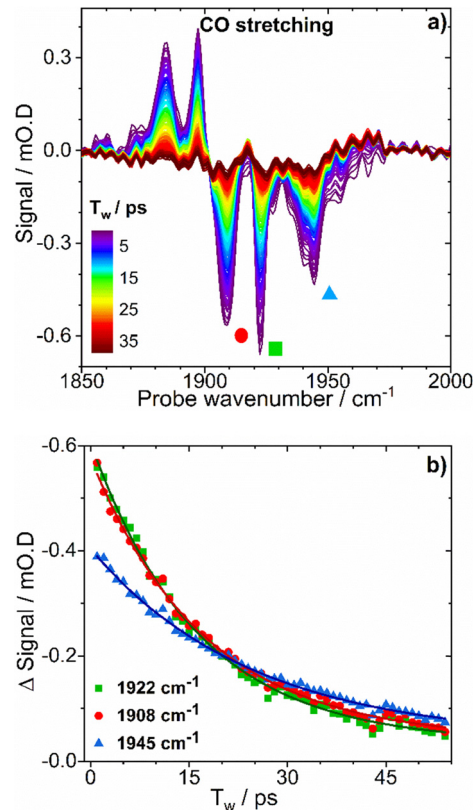 CO stretching
a)
0.3
0.0
-0.3
-0.6
Signal / mO.D
T_w / ps
5
15
25
35
1850
1900
1950
2000
Probe wavenumber / cm⁻¹
b)
-0.6
-0.4
-0.2
-0.0
Δ Signal / mO.D
1922 cm⁻¹
1908 cm⁻¹
1945 cm⁻¹
0
15
30
45
T_w / ps